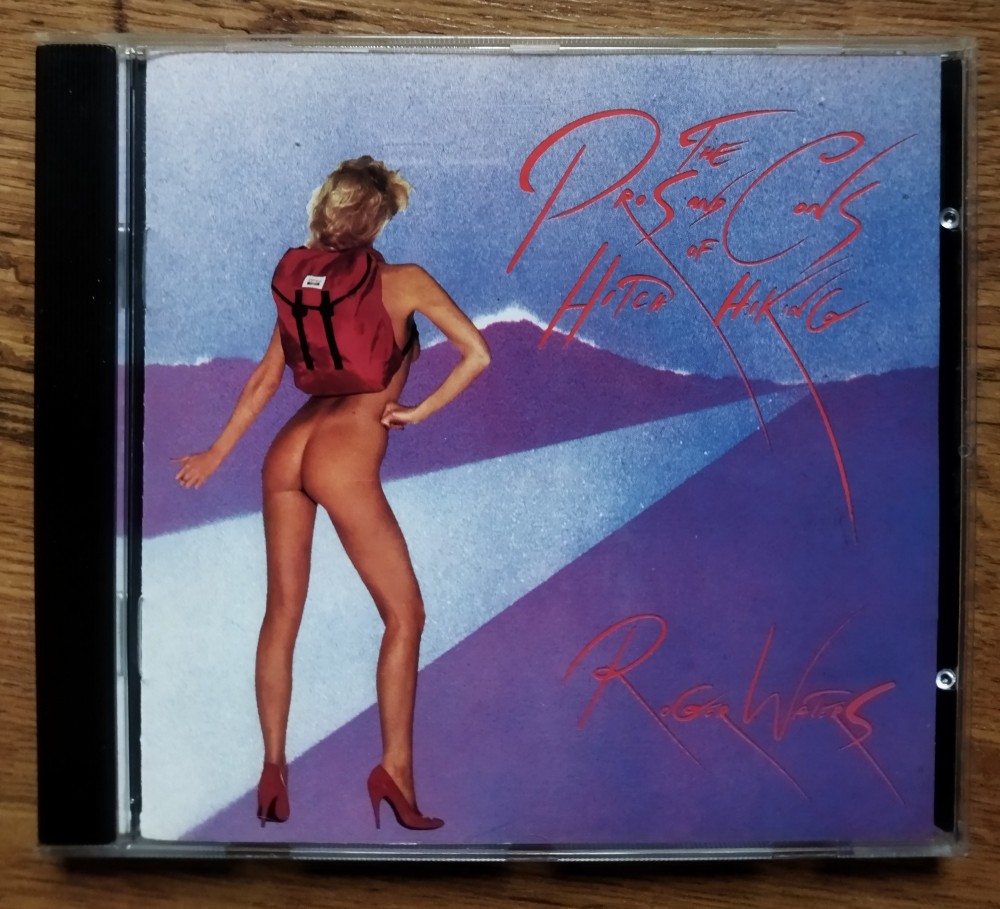 THE
PROS AND CONS
OF
HITCH HIKING
ROGER WATERS